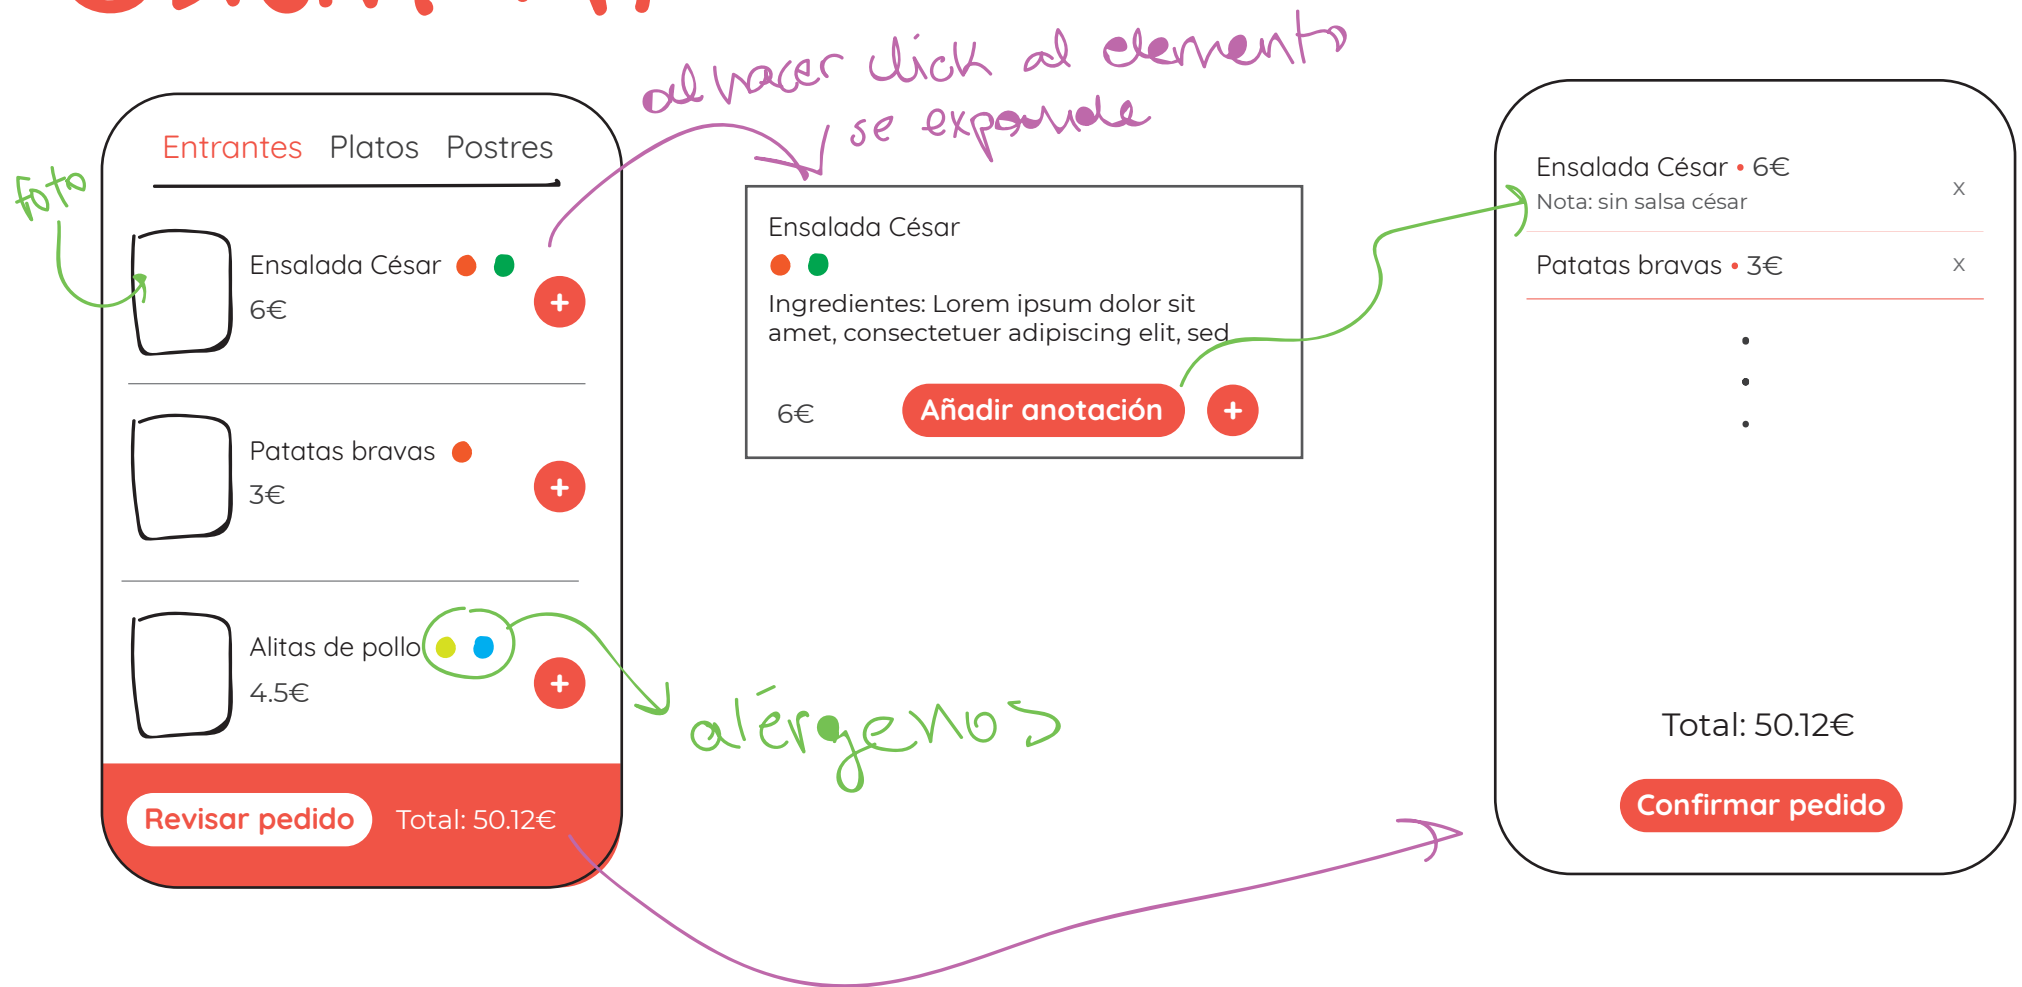 al hacer click al elemento
se expande
foto
Entrantes Platos Postres
Ensalada César
6€
+
Patatas bravas
3€
+
Alitas de pollo
4.5€
+
Revisar pedido Total: 50.12€
alérgenos
Ensalada César
Ingredientes: Lorem ipsum dolor sit
amet, consectetuer adipiscing elit, sed
6€ Añadir anotación +
Ensalada César • 6€
Nota: sin salsa césar
x
Patatas bravas • 3€ x
Total: 50.12€
Confirmar pedido